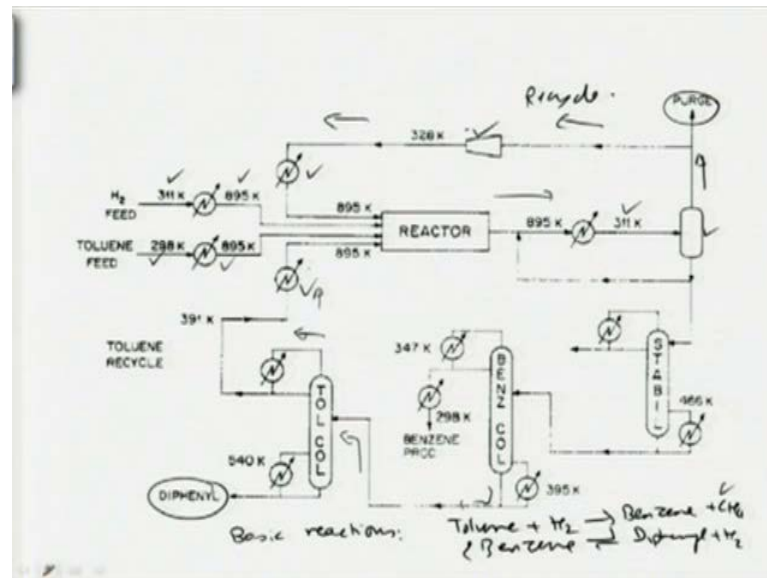 Recycle.
PURGE
328 K
H2 FEED
311 K
895 K
895 K
REACTOR
895 K
311 K
TOLUENE FEED
298 K
895 K
895 K
391 K
TOLUENE RECYCLE
347 K
298 K
BENZENE PROC
BENZ COL
STABIL
466 K
TOL COL
540 K
395 K
DIPHENYL
Basic reactions:
Toluene + H2 → Benzene + CH4
2 Benzene ⇌ Diphenyl + H2